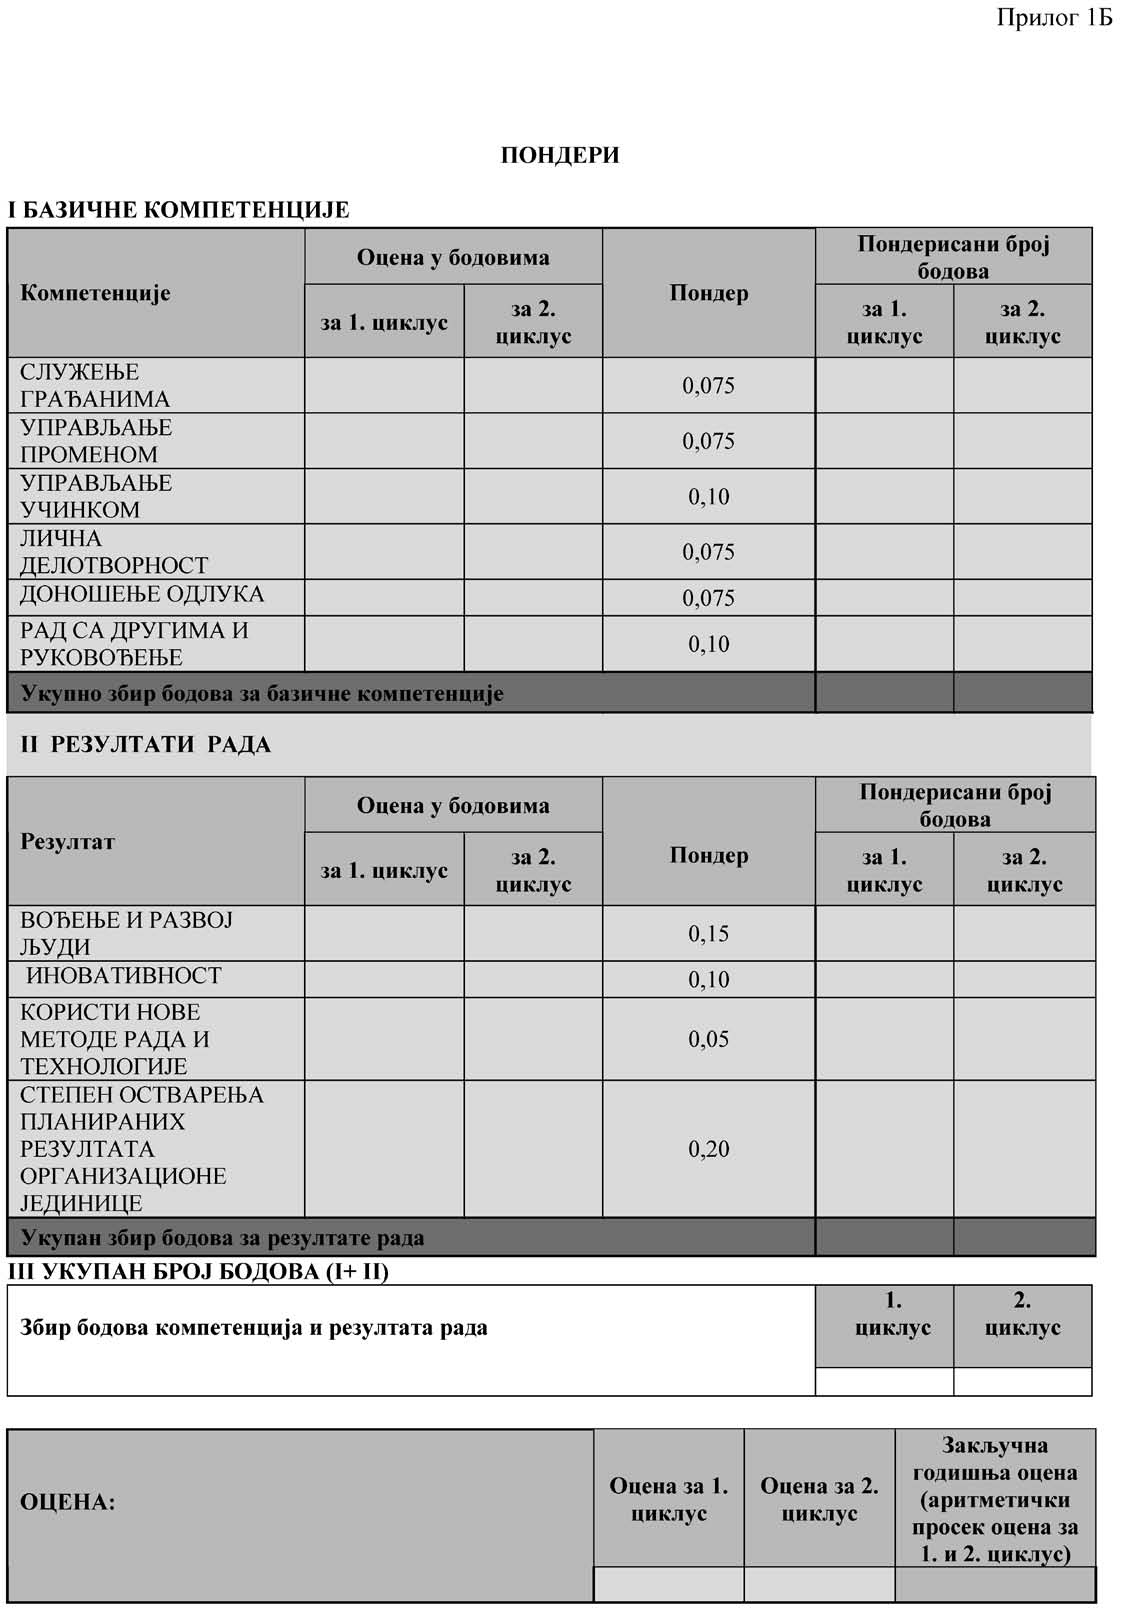 Прилог 1Б
ПОНДЕРИ
I БАЗИЧНЕ КОМПЕТЕНЦИЈЕ
Компетенције
Оцена у бодовима
Пондер
Пондерисани број
бодова
за 1. циклус
за 2.
циклус
за 1.
циклус
за 2.
циклус
СЛУЖЕЊЕ
ГРАЂАНИМА
0,075
УПРАВЉАЊЕ
ПРОМЕНОМ
0,075
УПРАВЉАЊЕ
УЧИНКОМ
0,10
ЛИЧНА
ДЕЛОТВОРНОСТ
0,075
ДОНОШЕЊЕ ОДЛУКА
0,075
РАД СА ДРУГИМА И
РУКОВОЂЕЊЕ
0,10
Укупно збир бодова за базичне компетенције
II РЕЗУЛТАТИ РАДА
Резултат
Оцена у бодовима
Пондер
Пондерисани број
бодова
за 1. циклус
за 2.
циклус
за 1.
циклус
за 2.
циклус
ВОЂЕЊЕ И РАЗВОЈ
ЉУДИ
0,15
ИНОВАТИВНОСТ
0,10
КОРИСТИ НОВЕ
МЕТОДЕ РАДА И
ТЕХНОЛОГИЈЕ
0,05
СТЕПЕН ОСТВАРЕЊА
ПЛАНИРАНИХ
РЕЗУЛТАТА
ОРГАНИЗАЦИОНЕ
ЈЕДИНИЦЕ
0,20
Укупан збир бодова за резултате рада
III УКУПАН БРОЈ БОДОВА (I+ II)
Збир бодова компетенција и резултата рада
1.
циклус
2.
циклус
ОЦЕНА:
Оцена за 1.
циклус
Оцена за 2.
циклус
Закључна
годишња оцена
(аритметички
просек оцена за
1. и 2. циклус)